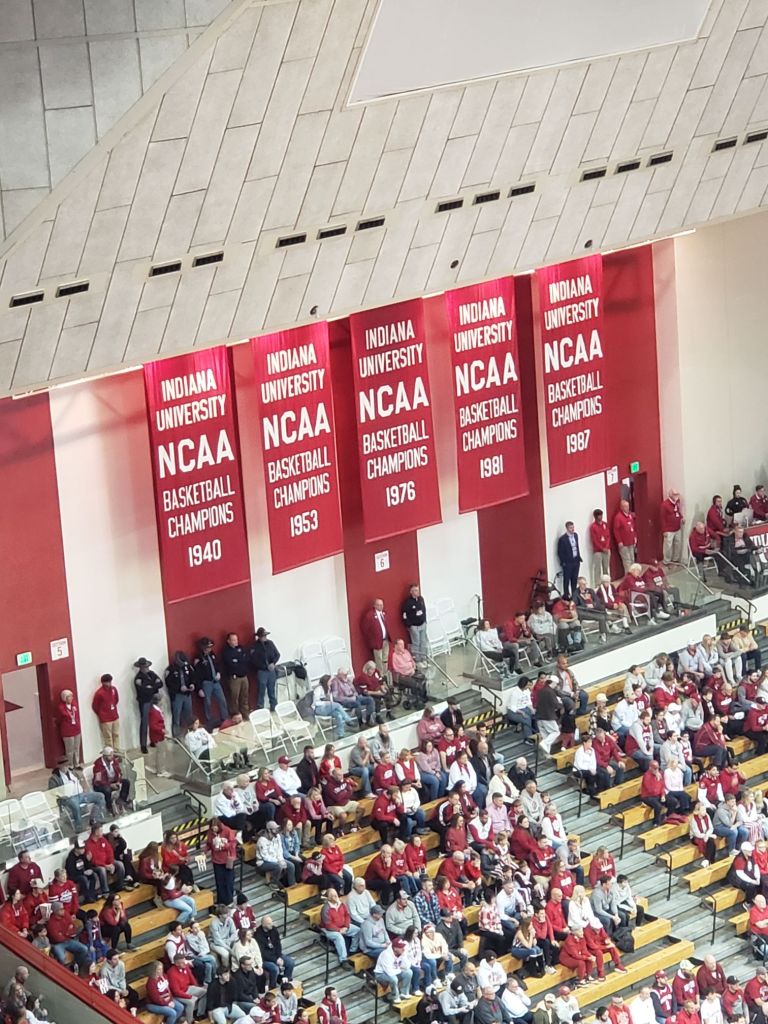 INDIANA
UNIVERSITY
NCAA
BASKETBALL
CHAMPIONS
1940
INDIANA
UNIVERSITY
NCAA
BASKETBALL
CHAMPIONS
1953
INDIANA
UNIVERSITY
NCAA
BASKETBALL
CHAMPIONS
1976
INDIANA
UNIVERSITY
NCAA
BASKETBALL
CHAMPIONS
1981
INDIANA
UNIVERSITY
NCAA
BASKETBALL
CHAMPIONS
1987
5
6
7